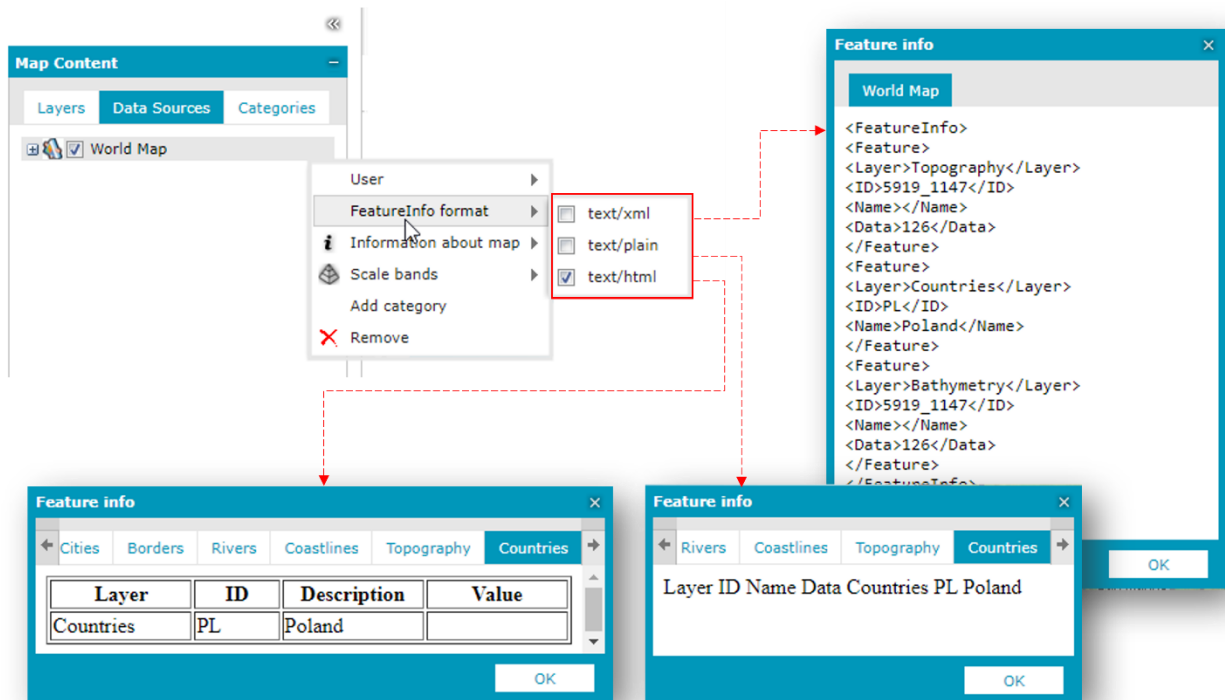 Map Content
Layers Data Sources Categories
World Map
User
FeatureInfo format
Information about map
Scale bands
Add category
Remove
text/xml
text/plain
text/html
Feature info
World Map
<FeatureInfo>
<Feature>
<Layer>Topography</Layer>
<ID>5919_1147</ID>
<Name></Name>
<Data>126</Data>
</Feature>
<Feature>
<Layer>Countries</Layer>
<ID>PL</ID>
<Name>Poland</Name>
</Feature>
<Feature>
<Layer>Bathymetry</Layer>
<ID>5919_1147</ID>
<Name></Name>
<Data>126</Data>
</Feature>
</FeatureInfo>
OK
Feature info
Cities Borders Rivers Coastlines Topography Countries
Layer ID Description Value
Countries PL Poland
OK
Feature info
Rivers Coastlines Topography Countries
Layer ID Name Data Countries PL Poland
OK